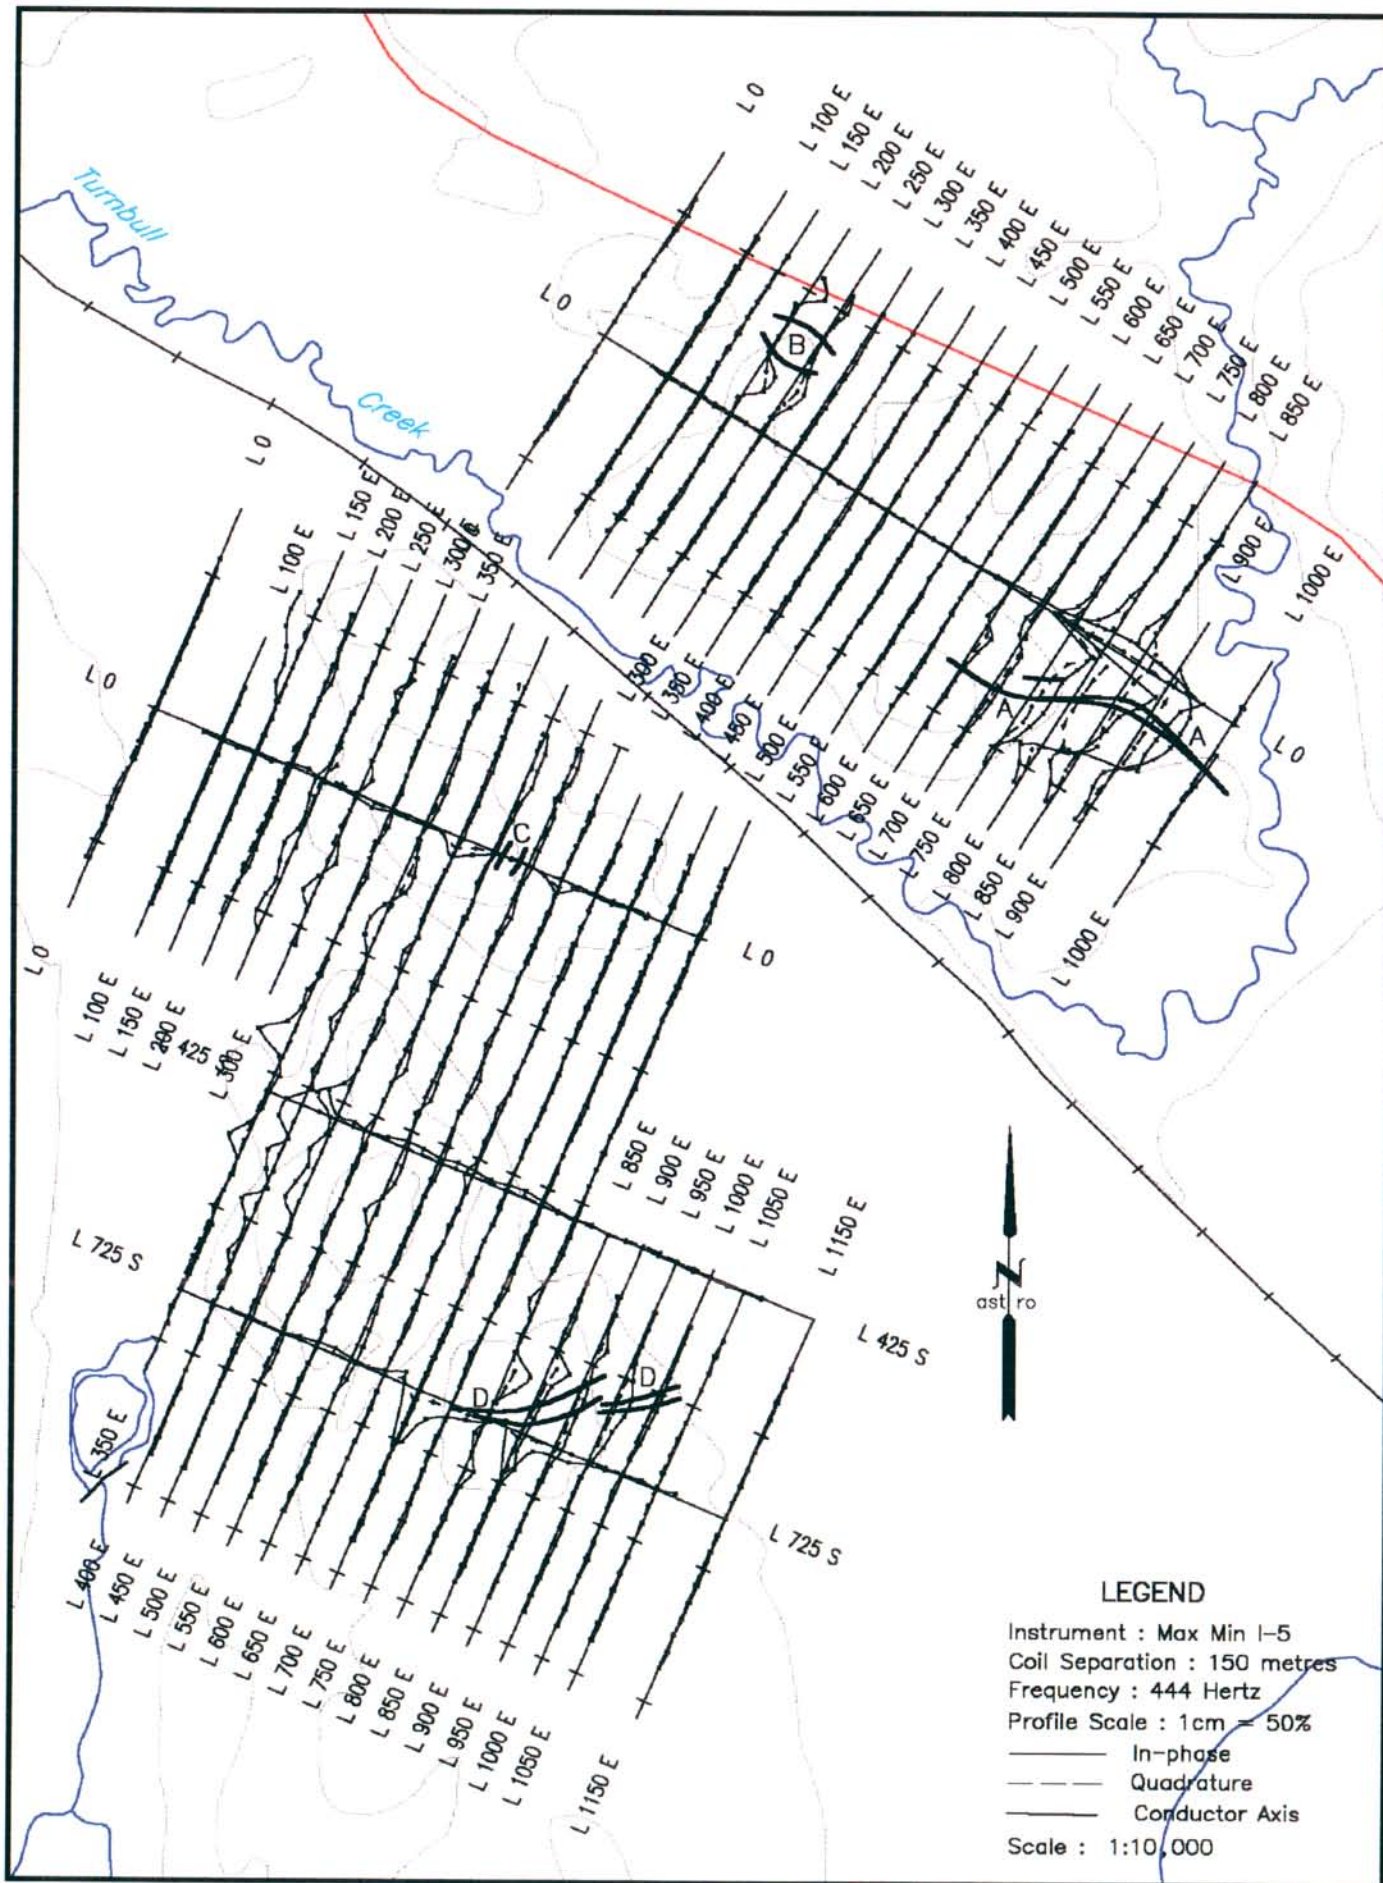 L 0
L 100 E
L 150 E
L 200 E
L 250 E
L 300 E
L 350 E
L 400 E
L 450 E
L 500 E
L 550 E
L 600 E
L 650 E
L 700 E
L 750 E
L 800 E
L 850 E
L 900 E
L 1000 E
Turnbull
Creek
L 0
B
L 0
L 100 E
L 150 E
L 200 E
L 250 E
L 300 E
L 350 E
L 0
L 300 E
L 350 E
L 400 E
L 450 E
L 500 E
L 550 E
L 600 E
L 650 E
L 700 E
L 750 E
L 800 E
L 850 E
L 900 E
L 1000 E
A
A
L 0
C
L 0
L 0
L 100 E
L 150 E
L 200 E
425
L 300 E
L 850 E
L 900 E
L 950 E
L 1000 E
L 1050 E
L 1150 E
L 725 S
L 425 S
astro
N
D
D
L 350 E
L 725 S
L 400 E
L 450 E
L 500 E
L 550 E
L 600 E
L 650 E
L 700 E
L 750 E
L 800 E
L 850 E
L 900 E
L 950 E
L 1000 E
L 1050 E
L 1150 E
LEGEND
Instrument : Max Min I-5
Coil Separation : 150 metres
Frequency : 444 Hertz
Profile Scale : 1cm = 50%
In-phase
Quadrature
Conductor Axis
Scale : 1:10,000